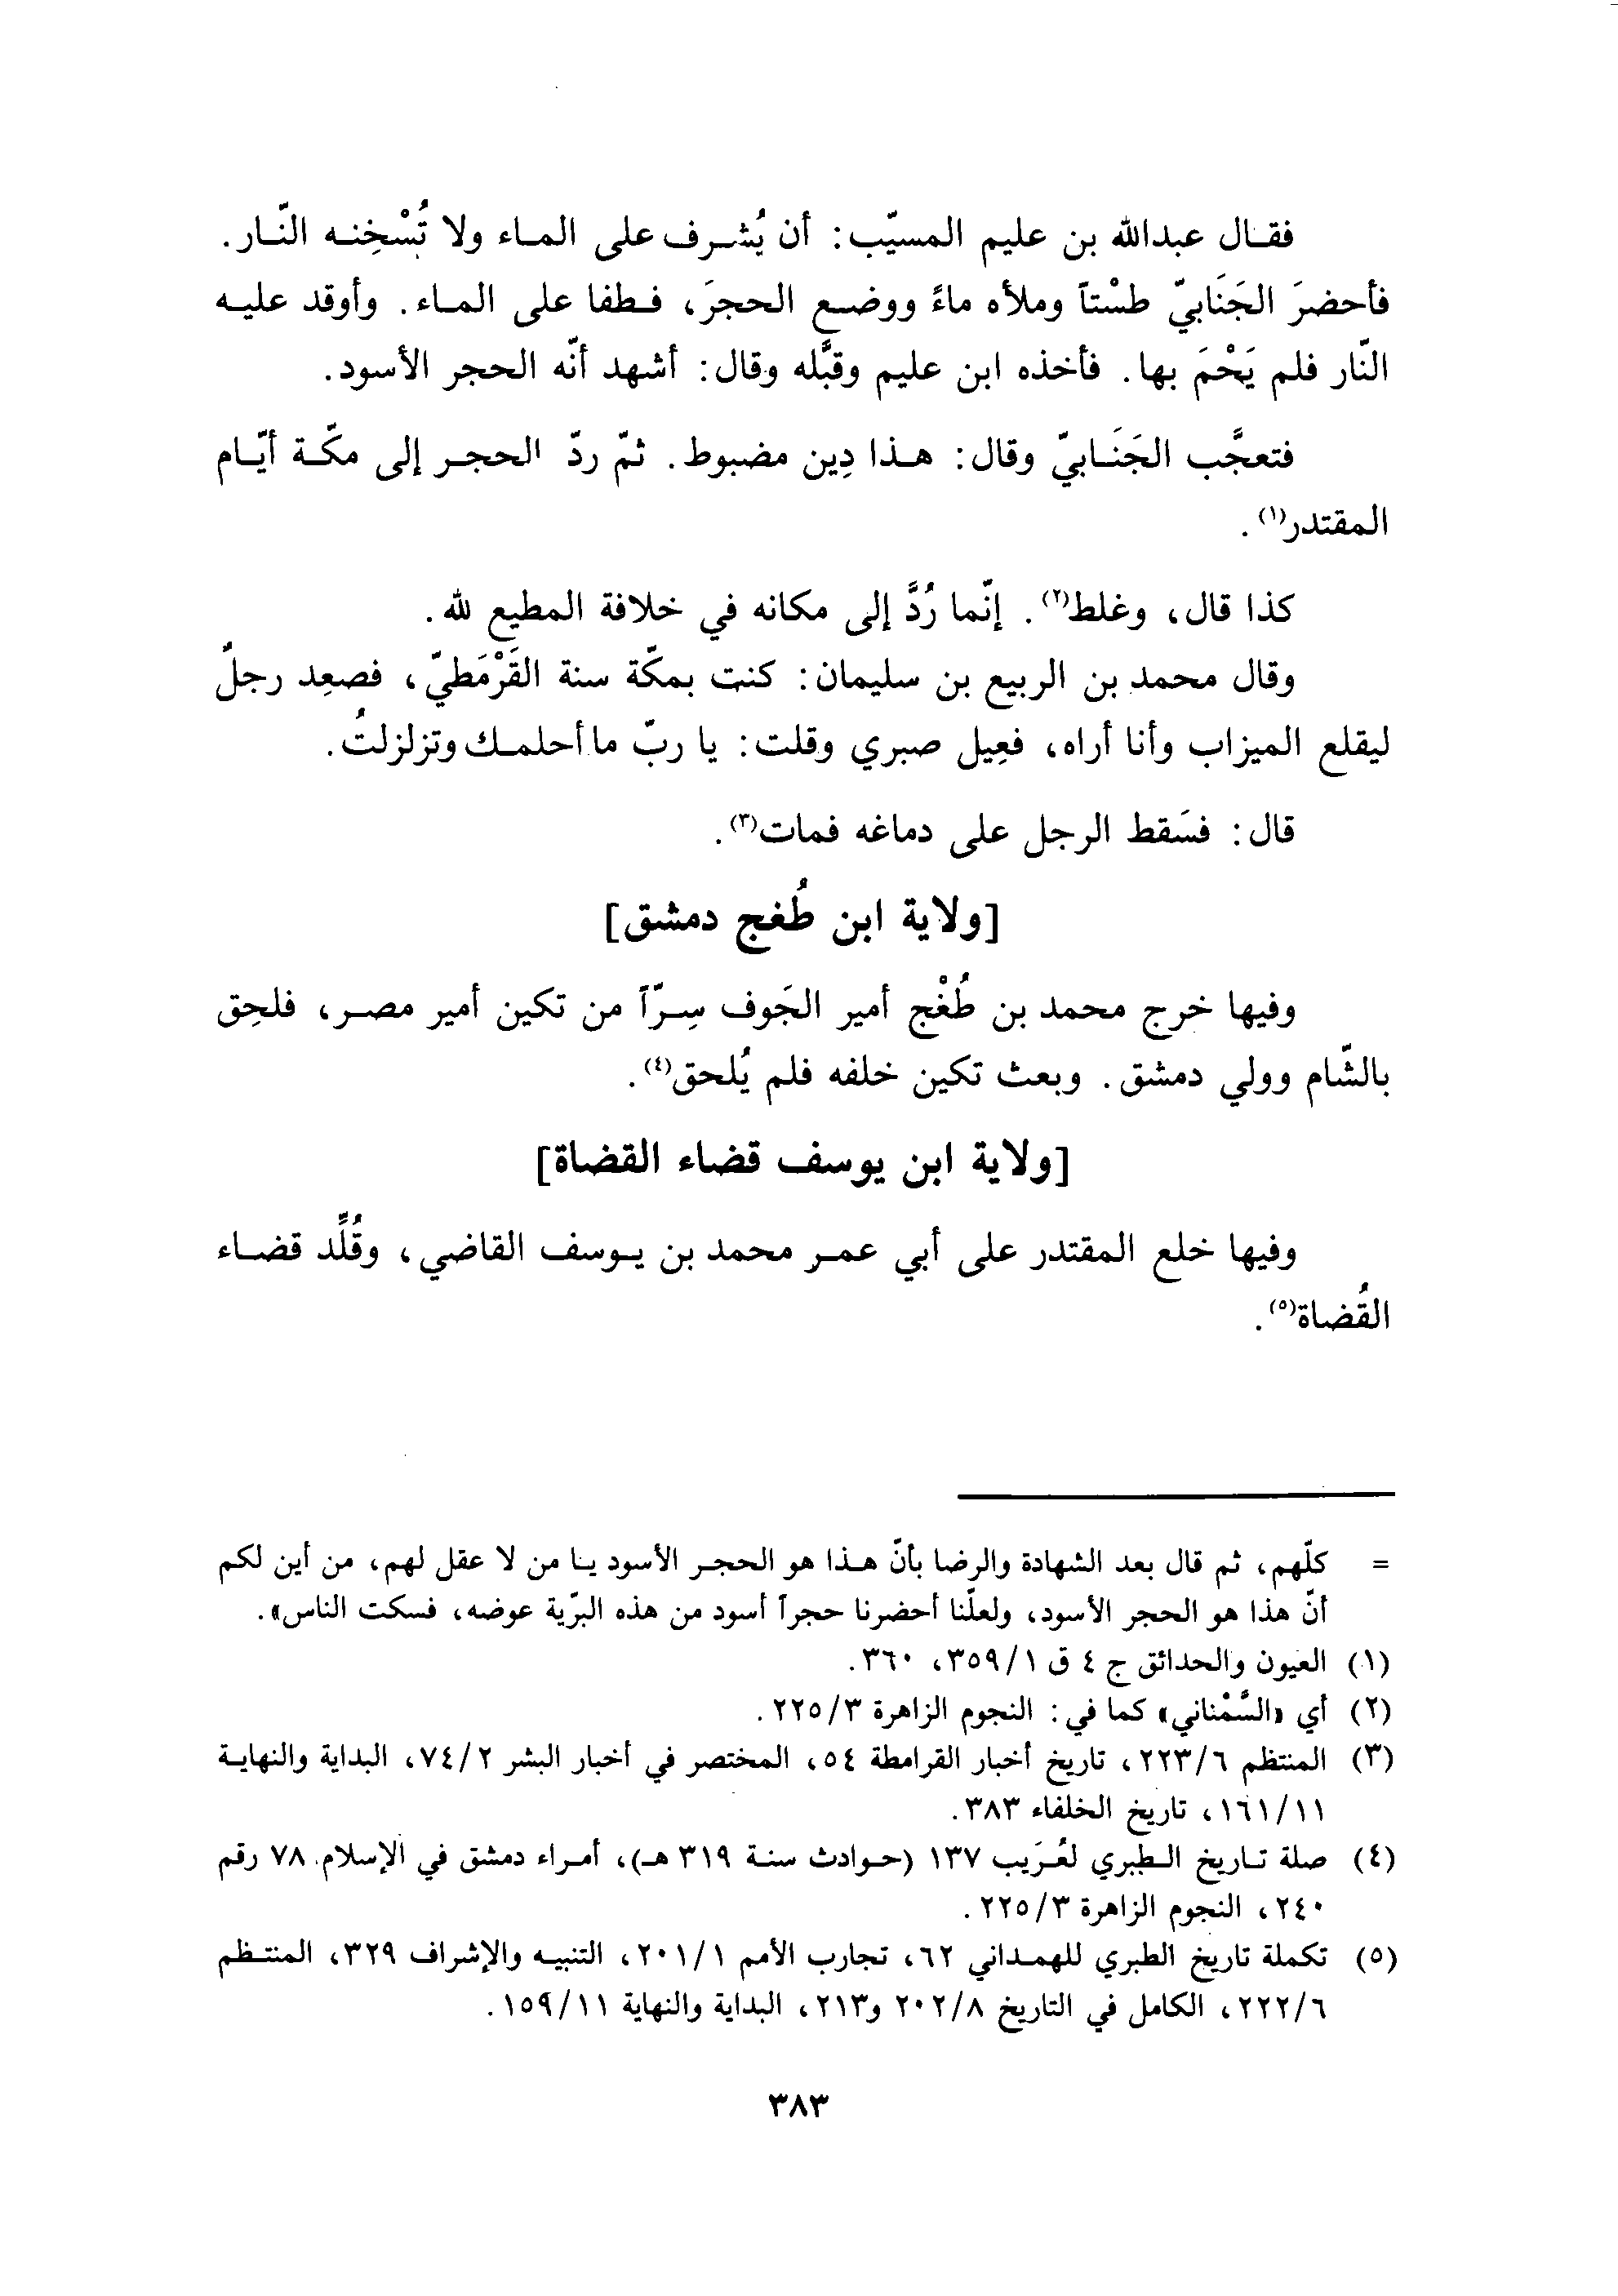 فقال عبدالله بن عليم المسيّب: أن يُشرف على الماء ولا تُسْخِنه النّار.
فأحضرَ الجَنَابيّ طسْتاً وملأه ماءً ووضع الحجرَ، فطفا على الماء. وأوقد عليه
النّار فلم يَحْمَ بها. فأخذه ابن عليم وقبَّله وقال: أشهد أنّه الحجر الأسود.
فتعجَّب الجَنَابيّ وقال: هذا دِين مضبوط. ثمّ ردّ الحجر إلى مكّة أيّام
المقتدر(١).
كذا قال، وغلط(٢). إنّما رُدَّ إلى مكانه في خلافة المطيع لله.
وقال محمد بن الربيع بن سليمان: كنت بمكّة سنة القَرْمَطيّ، فصعِد رجلٌ
ليقلع الميزاب وأنا أراه، فعِيل صبري وقلت: يا ربّ ما أحلمك وتزلزلتُ.
قال: فسَقط الرجل على دماغه فمات(٣).
[ولاية ابن طُغج دمشق]
وفيها خرج محمد بن طُغْج أمير الجَوف سِرّاً من تكين أمير مصر، فلحِق
بالشّام وولي دمشق. وبعث تكين خلفه فلم يُلحق(٤).
[ولاية ابن يوسف قضاء القضاة]
وفيها خلع المقتدر على أبي عمر محمد بن يوسف القاضي، وقُلِّد قضاء
القُضاة(٥).
= كلّهم، ثم قال بعد الشهادة والرضا بأنّ هذا هو الحجر الأسود يا من لا عقل لهم، من أين لكم
أنّ هذا هو الحجر الأسود، ولعلّنا أحضرنا حجراً أسود من هذه البرّية عوضه، فسكت الناس».
(١) العيون والحدائق ج ٤ ق ١/٣٥٩، ٣٦٠.
(٢) أي «السِّمْناني» كما في: النجوم الزاهرة ٣/٢٢٥.
(٣) المنتظم ٦/٢٢٣، تاريخ أخبار القرامطة ٥٤، المختصر في أخبار البشر ٢/٧٤، البداية والنهاية
١١/١٦١، تاريخ الخلفاء ٣٨٣.
(٤) صلة تاريخ الطبري لعُرَيب ١٣٧ (حوادث سنة ٣١٩ هـ)، أمراء دمشق في الإسلام ٧٨ رقم
٢٤٠، النجوم الزاهرة ٣/٢٢٥.
(٥) تكملة تاريخ الطبري للهمداني ٦٢، تجارب الأمم ١/٢٠١، التنبيه والإشراف ٣٢٩، المنتظم
٦/٢٢٢، الكامل في التاريخ ٨/٢٠٢ و٢١٣، البداية والنهاية ١١/١٥٩.
٣٨٣